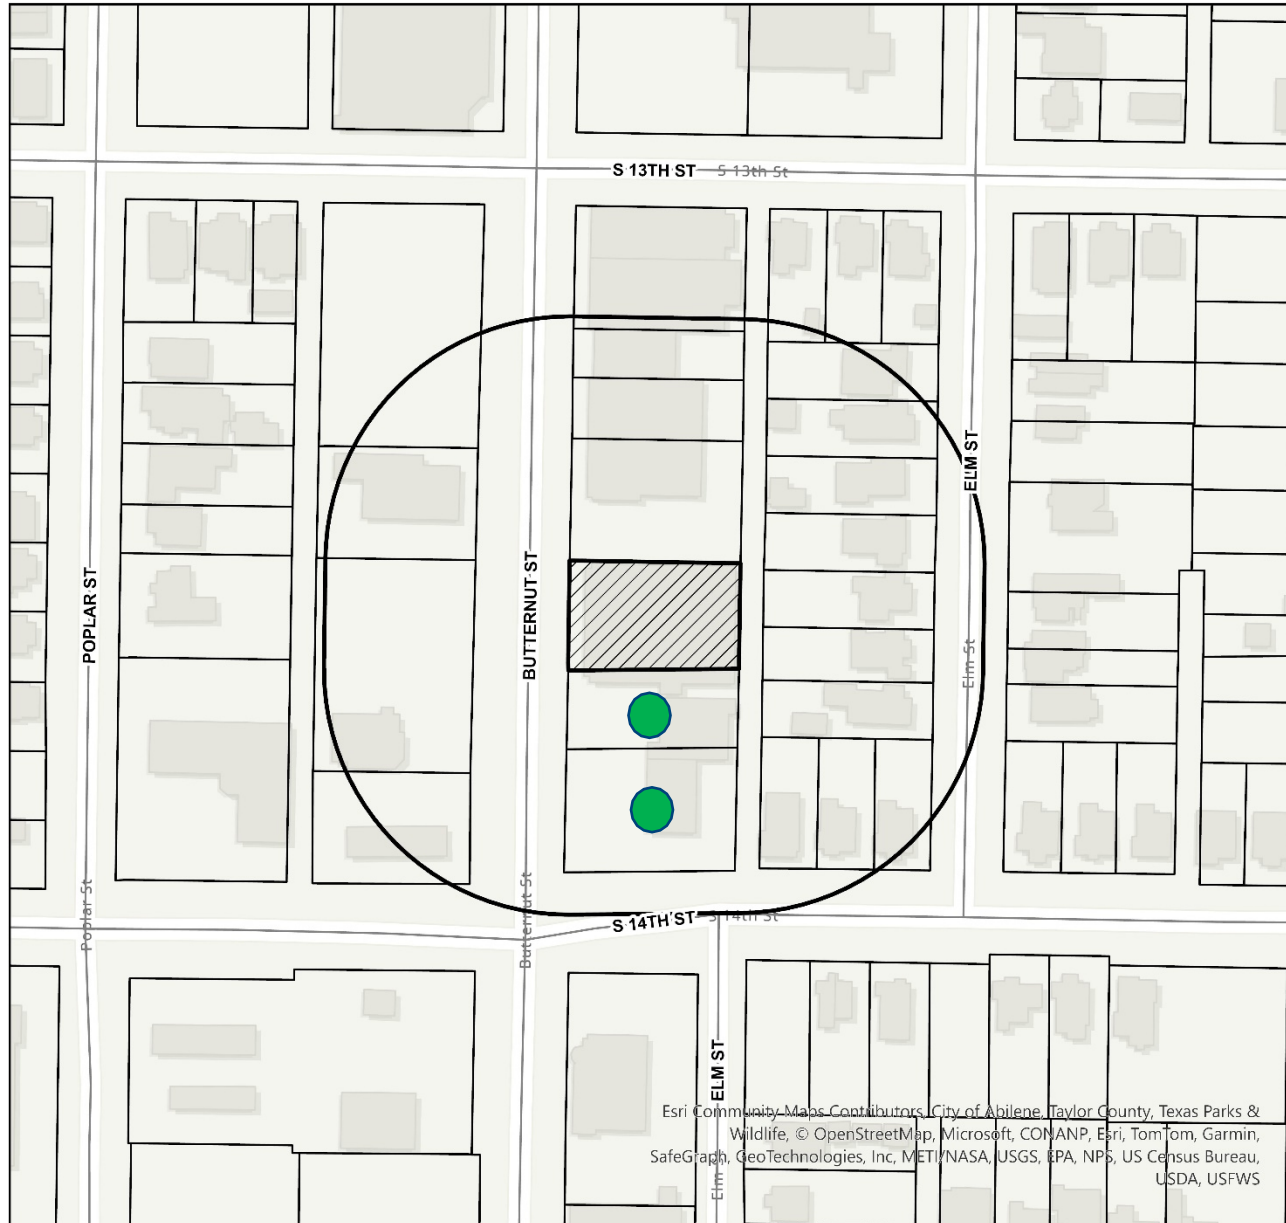 S 13TH ST S 13th St
ELM ST
POPLAR ST
BUTTERNUT ST
Elm St
Poplar St
Butternut St
S 14TH ST S 14th St
ELM ST
Elm St
Esri Community Maps Contributors, City of Abilene, Taylor County, Texas Parks &
Wildlife, © OpenStreetMap, Microsoft, CONANP, Esri, TomTom, Garmin,
SafeGraph, GeoTechnologies, Inc, METI/NASA, USGS, EPA, NPS, US Census Bureau,
USDA, USFWS